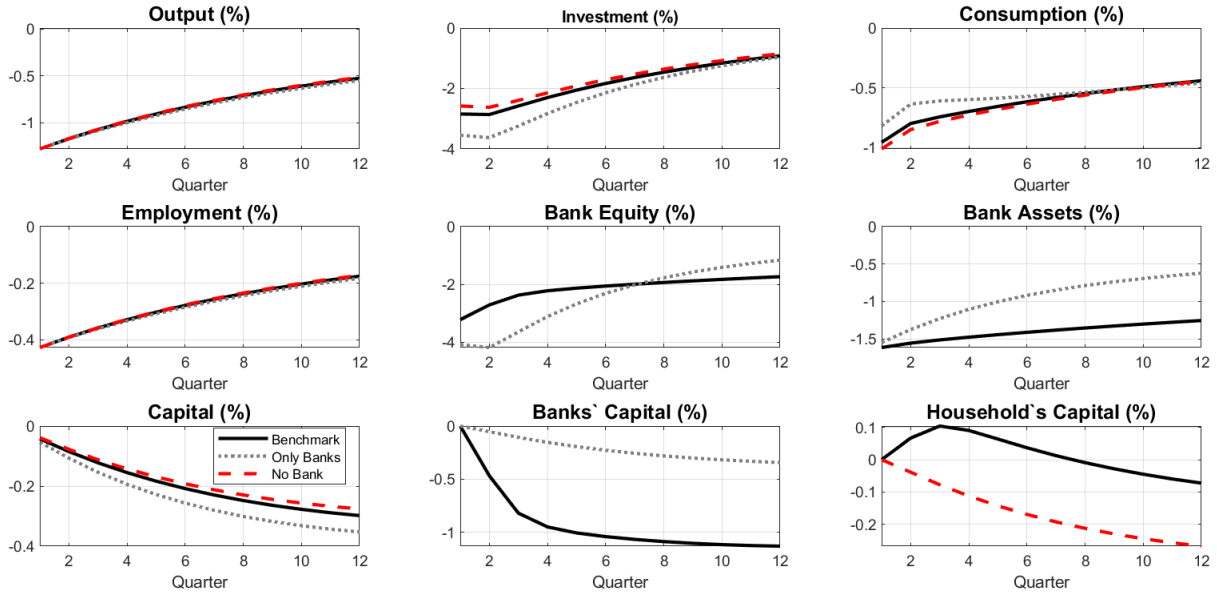 Output (%)
0
-0.5
-1
2 4 6 8 10 12
Quarter
Investment (%)
0
-2
-4
2 4 6 8 10 12
Quarter
Consumption (%)
0
-0.5
-1
2 4 6 8 10 12
Quarter
Employment (%)
0
-0.2
-0.4
2 4 6 8 10 12
Quarter
Bank Equity (%)
0
-2
-4
2 4 6 8 10 12
Quarter
Bank Assets (%)
0
-0.5
-1
-1.5
2 4 6 8 10 12
Quarter
Capital (%)
0
-0.2
-0.4
Benchmark
Only Banks
No Bank
2 4 6 8 10 12
Quarter
Banks` Capital (%)
0
-0.5
-1
2 4 6 8 10 12
Quarter
Household`s Capital (%)
0.1
0
-0.1
-0.2
2 4 6 8 10 12
Quarter